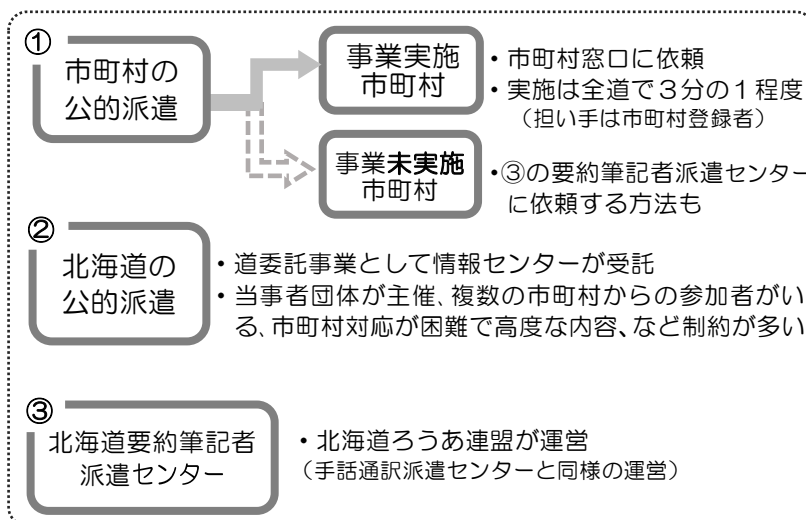 ①
市町村の
公的派遣
事業実施
市町村
・市町村窓口に依頼
・実施は全道で３分の１程度
（担い手は市町村登録者）
事業未実施
市町村
・③の要約筆記者派遣センター
に依頼する方法も
②
北海道の
公的派遣
・道委託事業として情報センターが受託
・当事者団体が主催、複数の市町村からの参加者がい
る、市町村対応が困難で高度な内容、など制約が多い
③
北海道要約筆記者
派遣センター
・北海道ろうあ連盟が運営
（手話通訳派遣センターと同様の運営）